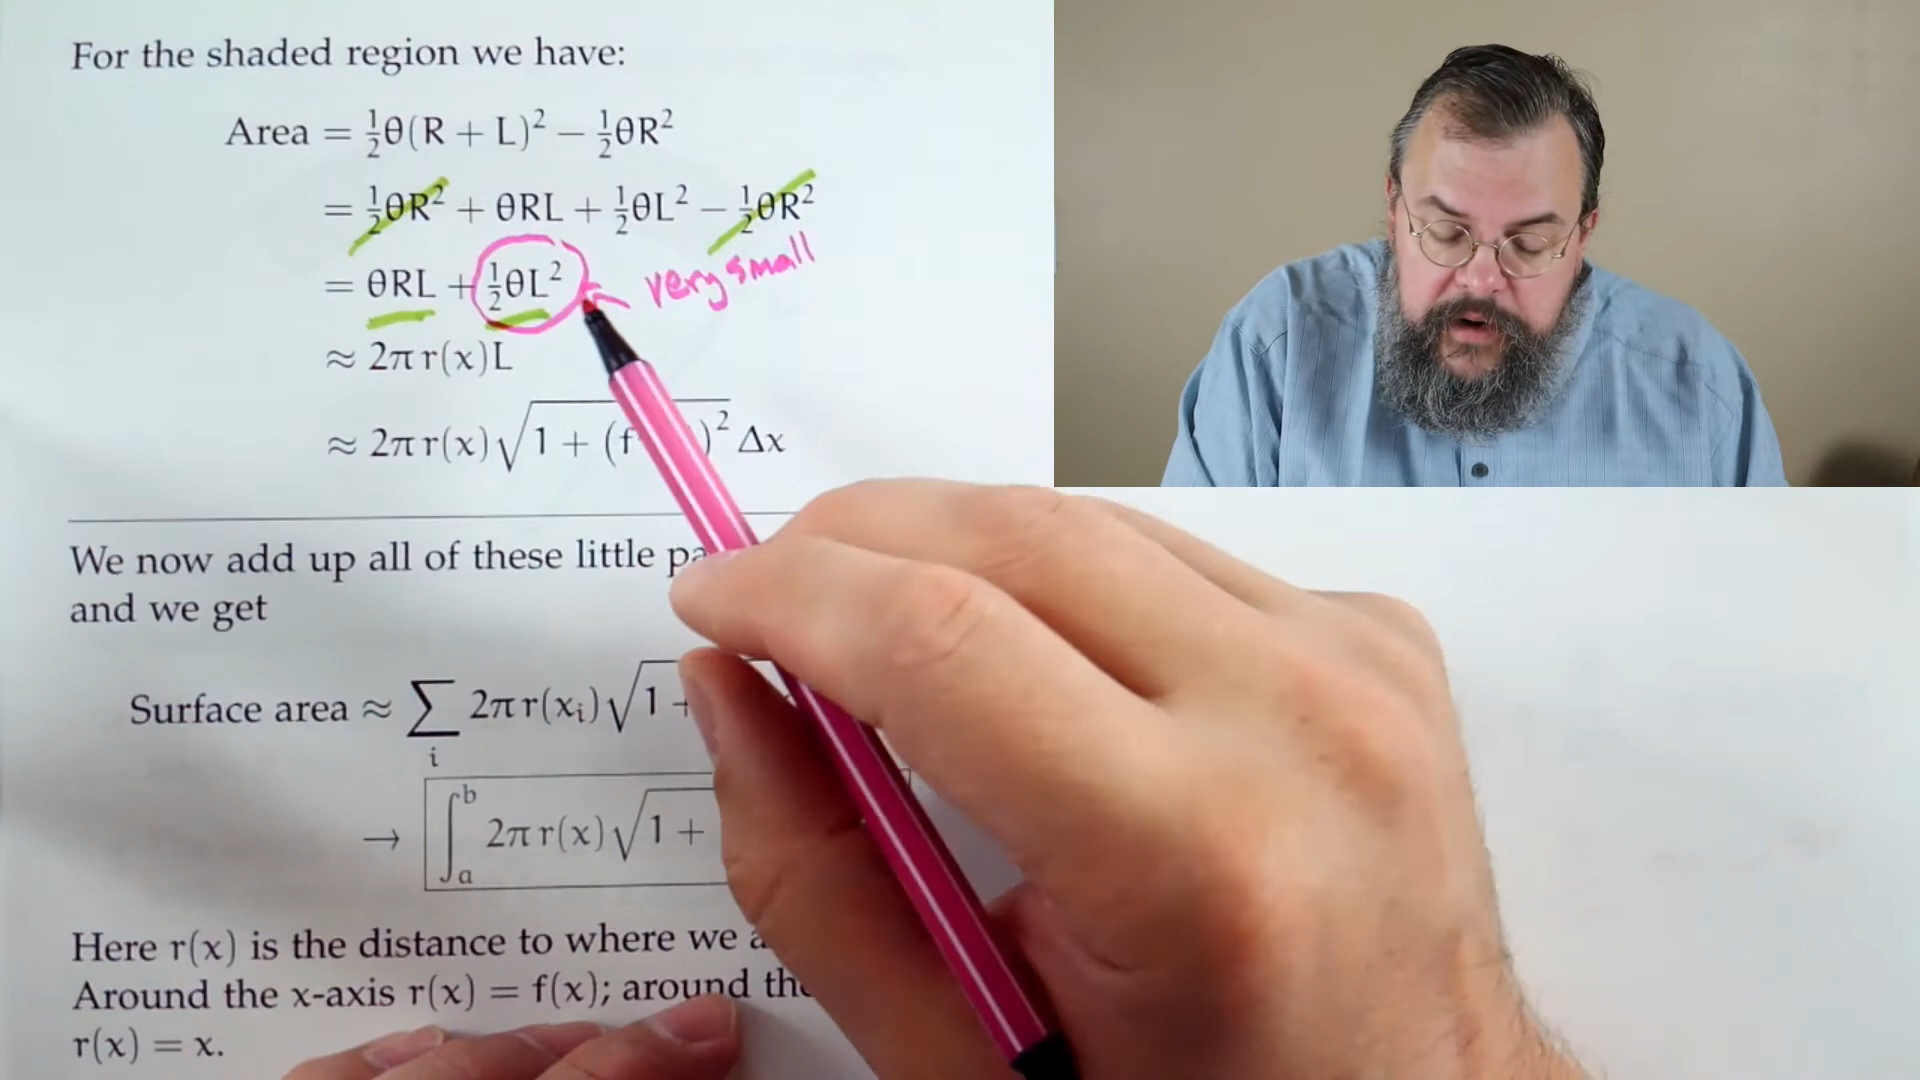 For the shaded region we have:
Area = ½θ(R + L)² − ½θR²
= ½θR² + θRL + ½θL² − ½θR²
= θRL + ½θL² very small
≈ 2πr(x)L
≈ 2πr(x)√1 + (f )² Δx
We now add up all of these little
and we get
Surface area ≈ ∑ᵢ 2πr(xᵢ)√1 +
→ ∫ₐᵇ 2πr(x)√1 +
Here r(x) is the distance to where we
Around the x-axis r(x) = f(x); around the
r(x) = x.